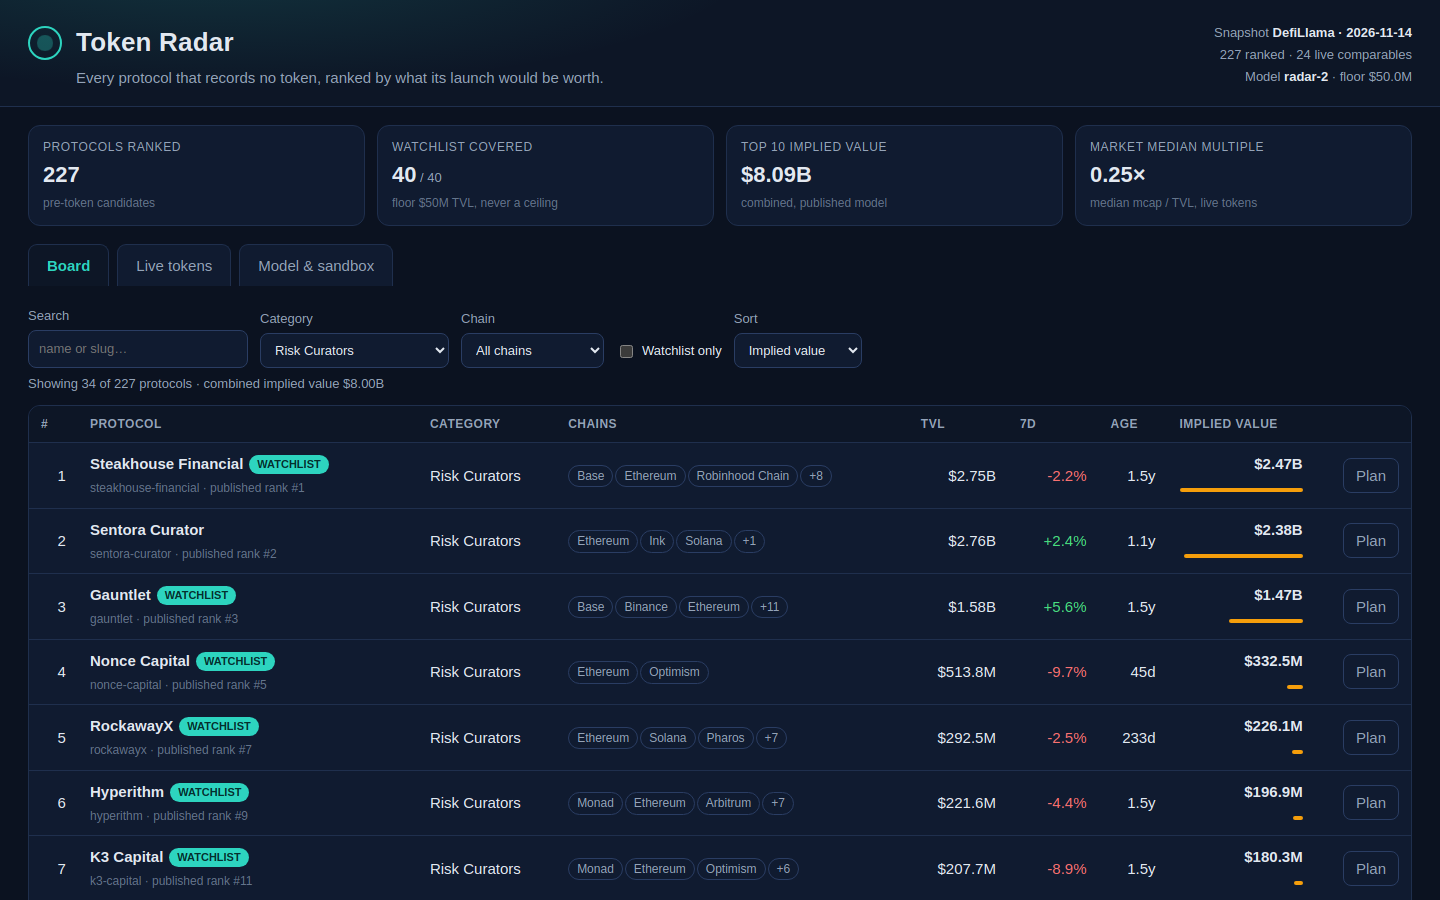 Token Radar
Every protocol that records no token, ranked by what its launch would be worth.
Snapshot DefiLlama · 2026-11-14
227 ranked · 24 live comparables
Model radar-2 · floor $50.0M
PROTOCOLS RANKED
227
pre-token candidates
WATCHLIST COVERED
40 / 40
floor $50M TVL, never a ceiling
TOP 10 IMPLIED VALUE
$8.09B
combined, published model
MARKET MEDIAN MULTIPLE
0.25×
median mcap / TVL, live tokens
Board
Live tokens
Model & sandbox
Search
name or slug…
Category
Risk Curators
Chain
All chains
Watchlist only
Sort
Implied value
Showing 34 of 227 protocols · combined implied value $8.00B
# PROTOCOL CATEGORY CHAINS TVL 7D AGE IMPLIED VALUE
1 Steakhouse Financial WATCHLIST Risk Curators Base Ethereum Robinhood Chain +8 $2.75B -2.2% 1.5y $2.47B Plan
steakhouse-financial · published rank #1
2 Sentora Curator Risk Curators Ethereum Ink Solana +1 $2.76B +2.4% 1.1y $2.38B Plan
sentora-curator · published rank #2
3 Gauntlet WATCHLIST Risk Curators Base Binance Ethereum +11 $1.58B +5.6% 1.5y $1.47B Plan
gauntlet · published rank #3
4 Nonce Capital WATCHLIST Risk Curators Ethereum Optimism $513.8M -9.7% 45d $332.5M Plan
nonce-capital · published rank #5
5 RockawayX WATCHLIST Risk Curators Ethereum Solana Pharos +7 $292.5M -2.5% 233d $226.1M Plan
rockawayx · published rank #7
6 Hyperithm WATCHLIST Risk Curators Monad Ethereum Arbitrum +7 $221.6M -4.4% 1.5y $196.9M Plan
hyperithm · published rank #9
7 K3 Capital WATCHLIST Risk Curators Monad Ethereum Optimism +6 $207.7M -8.9% 1.5y $180.3M Plan
k3-capital · published rank #11